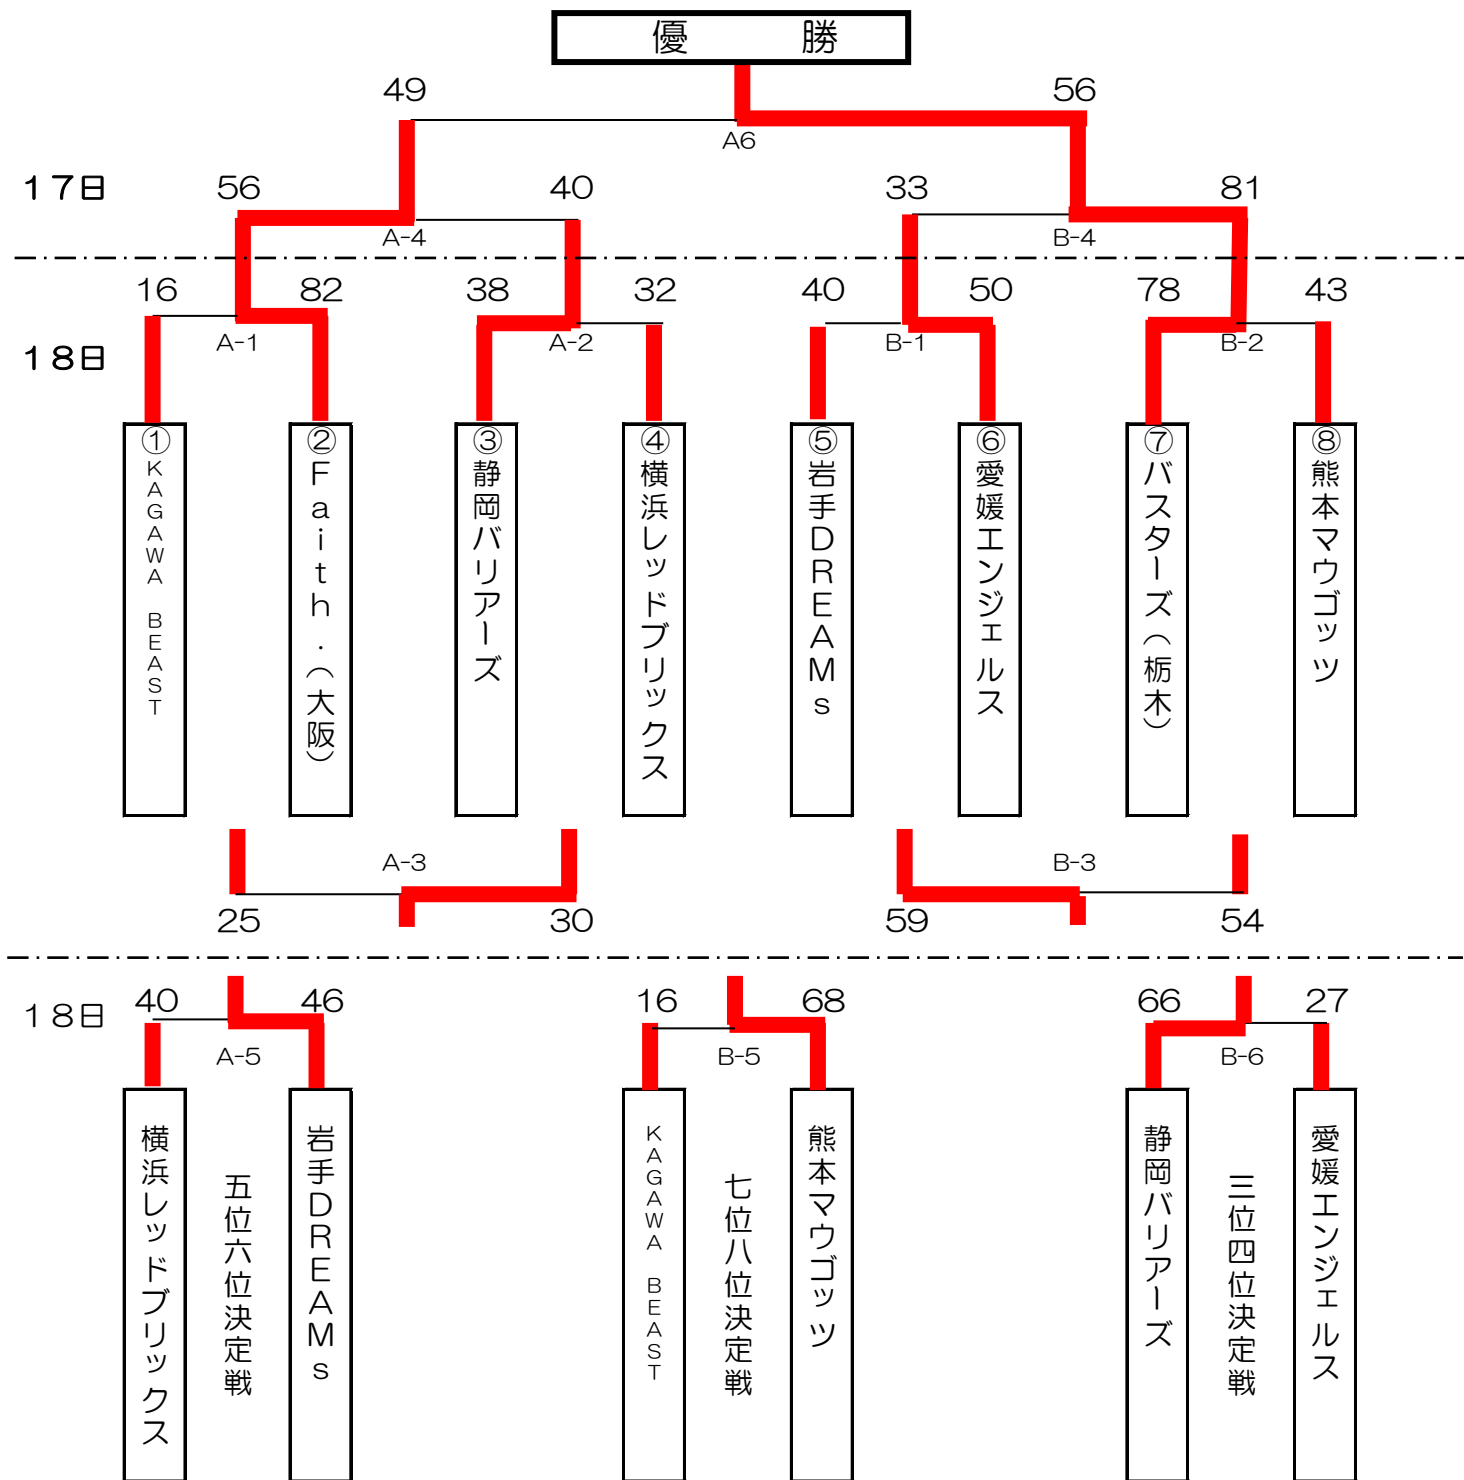 優 勝
49 56
A6
17日 56 40 33 81
A-4 B-4
16 82 38 32 40 50 78 43
A-1 A-2 B-1 B-2
18日
①KAGAWA BEAST
②Faith.(大阪)
③静岡バリアーズ
④横浜レッドブリックス
⑤岩手DREAMs
⑥愛媛エンジェルス
⑦バスターズ(栃木)
⑧熊本マウゴッツ
A-3 B-3
25 30 59 54
18日 40 46 16 68 66 27
A-5 B-5 B-6
横浜レッドブリックス
五位六位決定戦
岩手DREAMs
KAGAWA BEAST
七位八位決定戦
熊本マウゴッツ
静岡バリアーズ
三位四位決定戦
愛媛エンジェルス